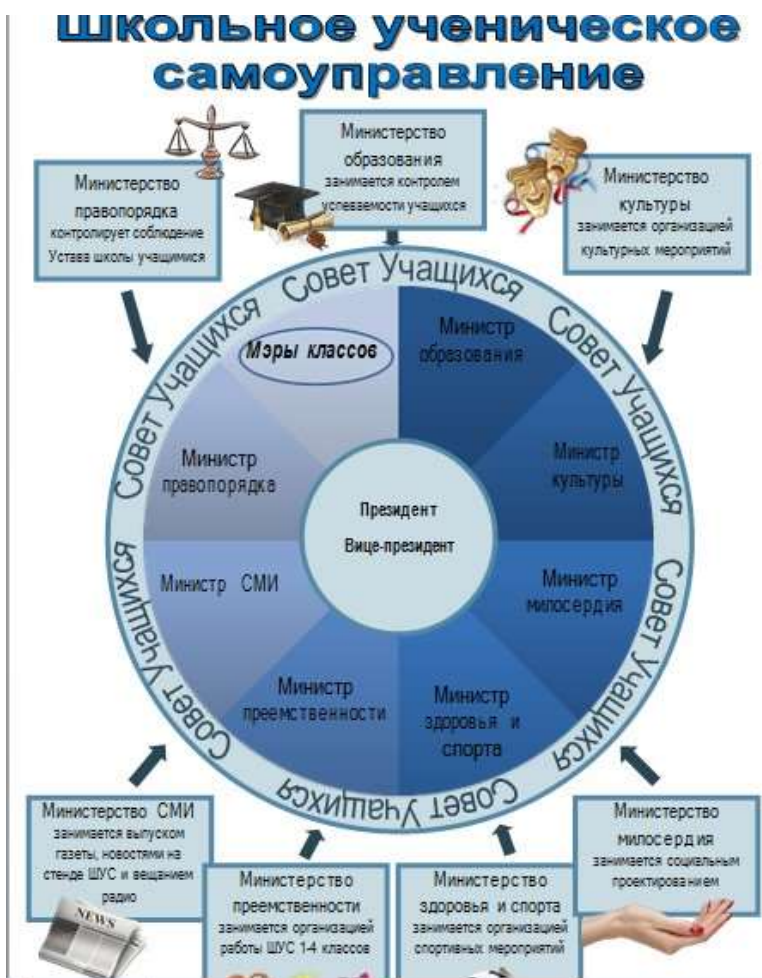 Школьное ученическое
самоуправление
Министерство
образования
занимается контролем
успеваемости учащихся
Министерство
правопорядка
контролирует соблюдение
Устава школы учащимися
Министерство
культуры
занимается организацией
культурных мероприятий
Совет Учащихся
Совет Учащихся
Совет Учащихся
Совет Учащихся
Совет Учащихся
Совет Учащихся
Мэры классов
Министр
образования
Министр
правопорядка
Министр
культуры
Президент
Вице-президент
Министр СМИ
Министр
милосердия
Министр
преемственности
Министр
здоровья и
спорта
Министерство СМИ
занимается выпуском
газеты, новостями на
стенде ШУС и вещанием
радио
NEWS
Министерство
преемственности
занимается организацией
работы ШУС 1-4 классов
Министерство
здоровья и спорта
занимается организацией
спортивных мероприятий
Министерство
милосердия
занимается социальным
проектированием